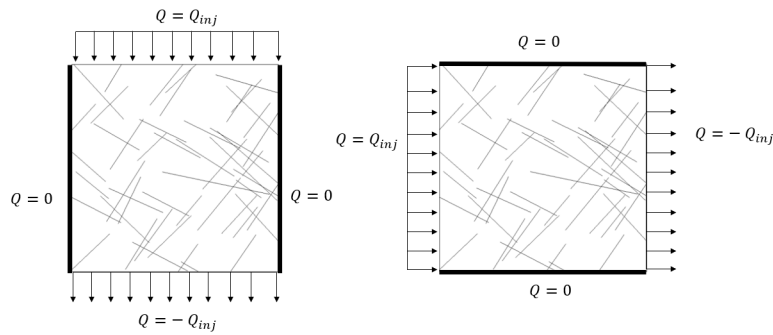 Q = Q_inj
Q = 0
Q = 0
Q = − Q_inj
Q = 0
Q = Q_inj
Q = − Q_inj
Q = 0